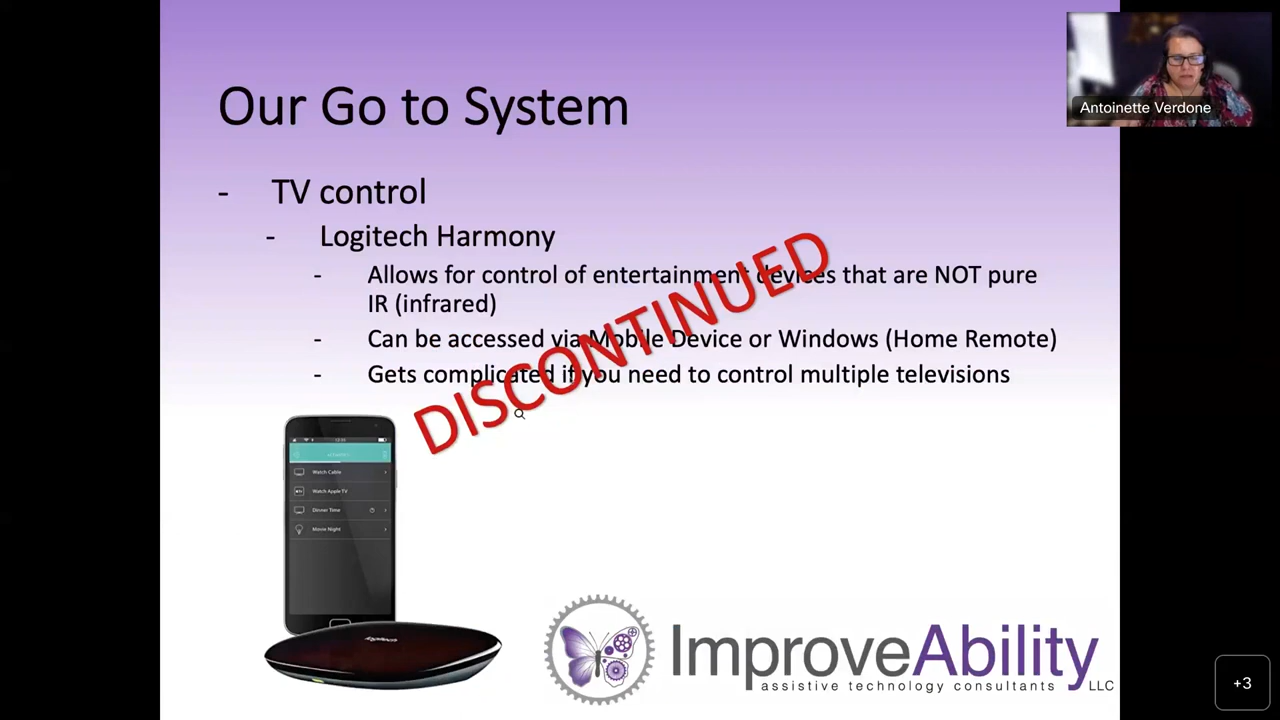 Our Go to System
Antoinette Verdone
- TV control
- Logitech Harmony
- Allows for control of entertainment devices that are NOT pure
IR (infrared)
- Can be accessed via Mobile Device or Windows (Home Remote)
- Gets complicated if you need to control multiple televisions
DISCONTINUED
Watch Cable
Watch Apple TV
Dinner Time
Movie Night
logitech
ImproveAbility
assistive technology consultants LLC
+3